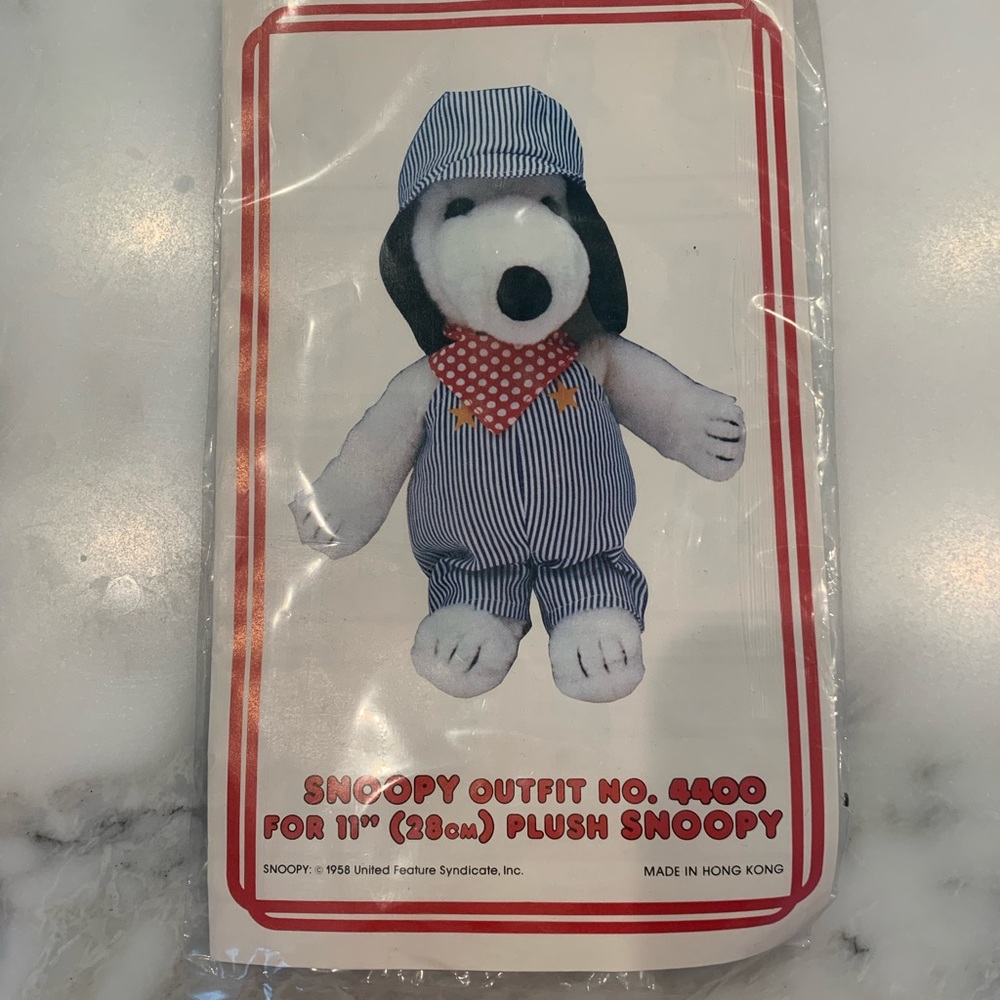 SNOOPY OUTFIT NO. 4400
FOR 11" (28CM) PLUSH SNOOPY
SNOOPY: © 1958 United Feature Syndicate, Inc.
MADE IN HONG KONG